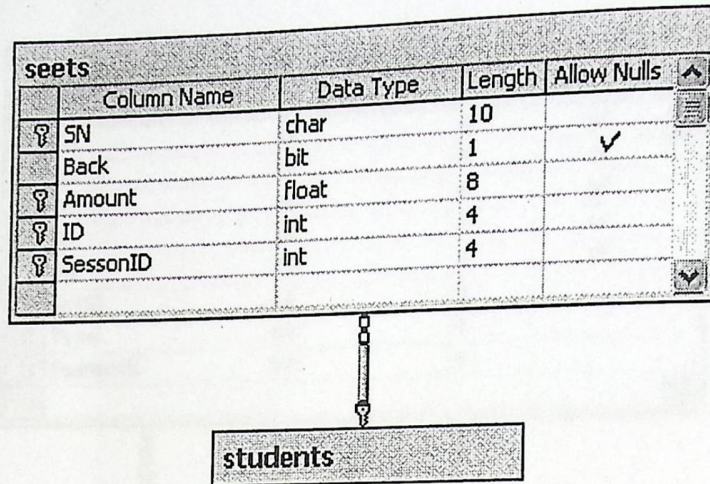 seets
Column Name Data Type Length Allow Nulls
SN char 10
Back bit 1
Amount float 8
ID int 4
SessonID int 4
students